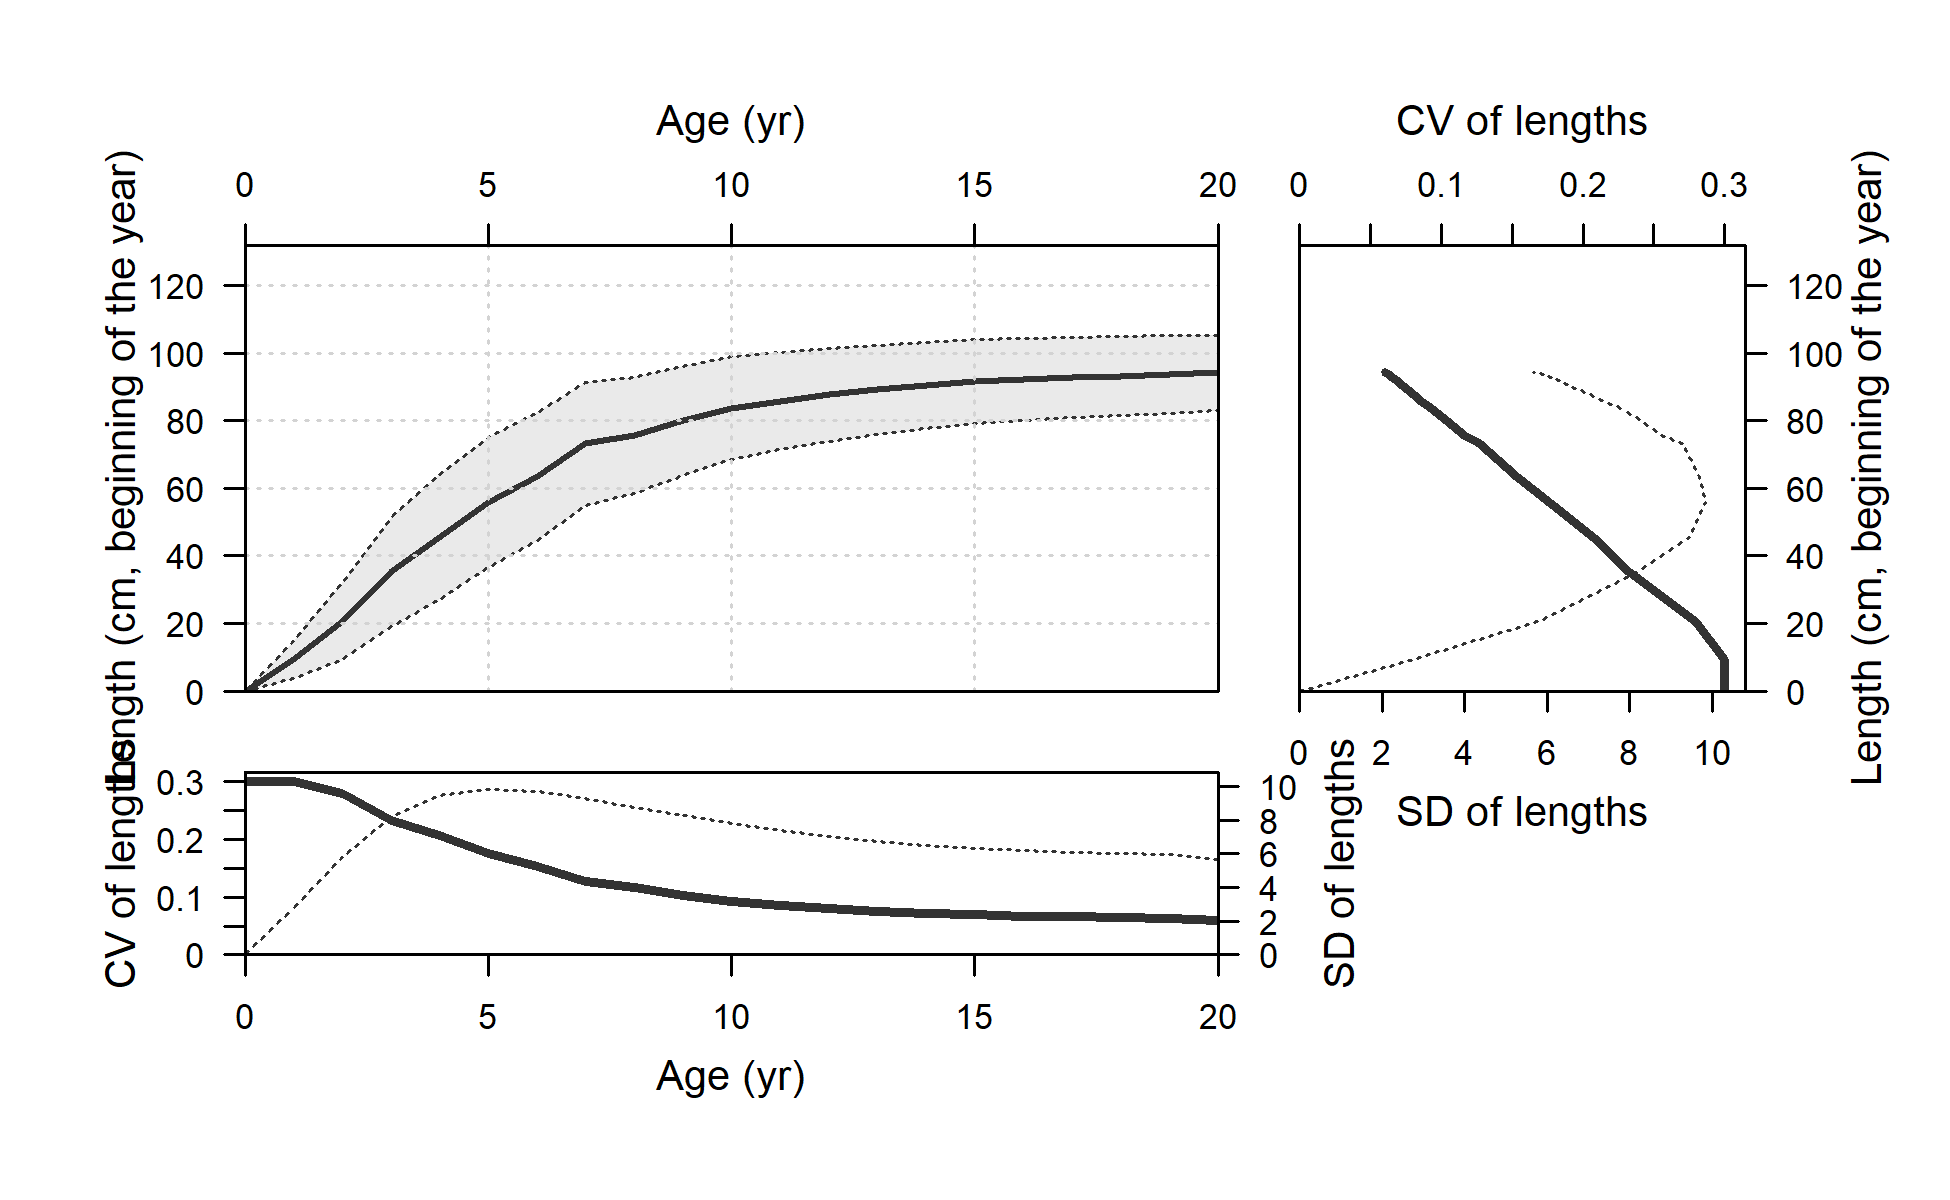 Age (yr)
CV of lengths
0 5 10 15 20
0 0.1 0.2 0.3
Length (cm, beginning of the year)
120
100
80
60
40
20
0
120
100
80
60
40
20
0
Length (cm, beginning of the year)
0 2 4 6 8 10
SD of lengths
CV of lengths
0.3
0.2
0.1
0
10
8
6
4
2
0
SD of lengths
0 5 10 15 20
Age (yr)